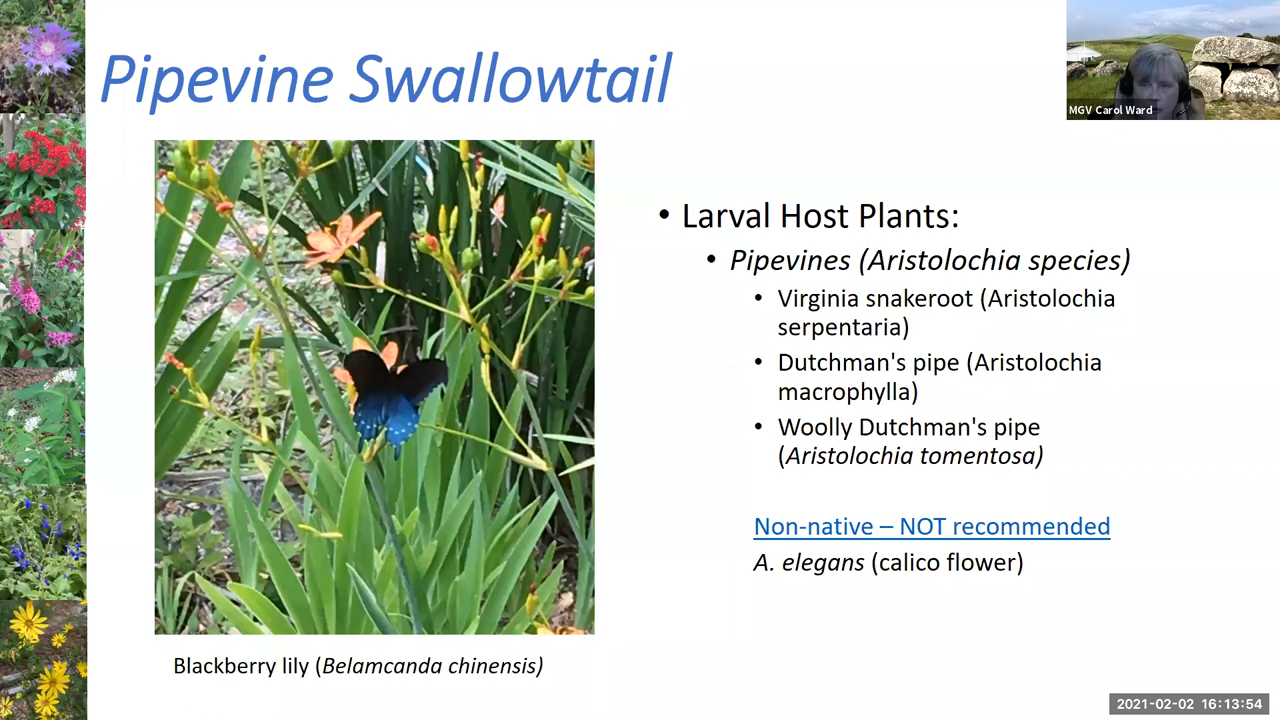 Pipevine Swallowtail
MGV Carol Ward
• Larval Host Plants:
• Pipevines (Aristolochia species)
• Virginia snakeroot (Aristolochia
serpentaria)
• Dutchman's pipe (Aristolochia
macrophylla)
• Woolly Dutchman's pipe
(Aristolochia tomentosa)
Non-native – NOT recommended
A. elegans (calico flower)
Blackberry lily (Belamcanda chinensis)
2021-02-02 16:13:54